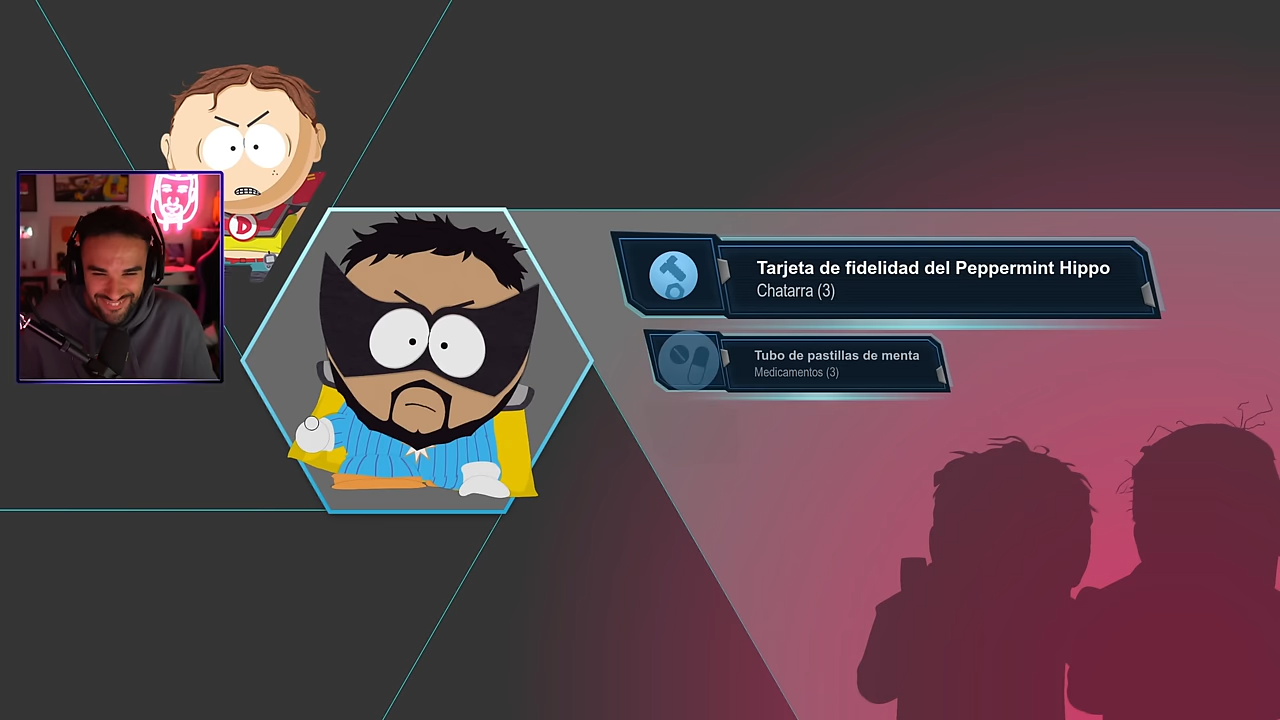 D
Tarjeta de fidelidad del Peppermint Hippo
Chatarra (3)
Tubo de pastillas de menta
Medicamentos (3)